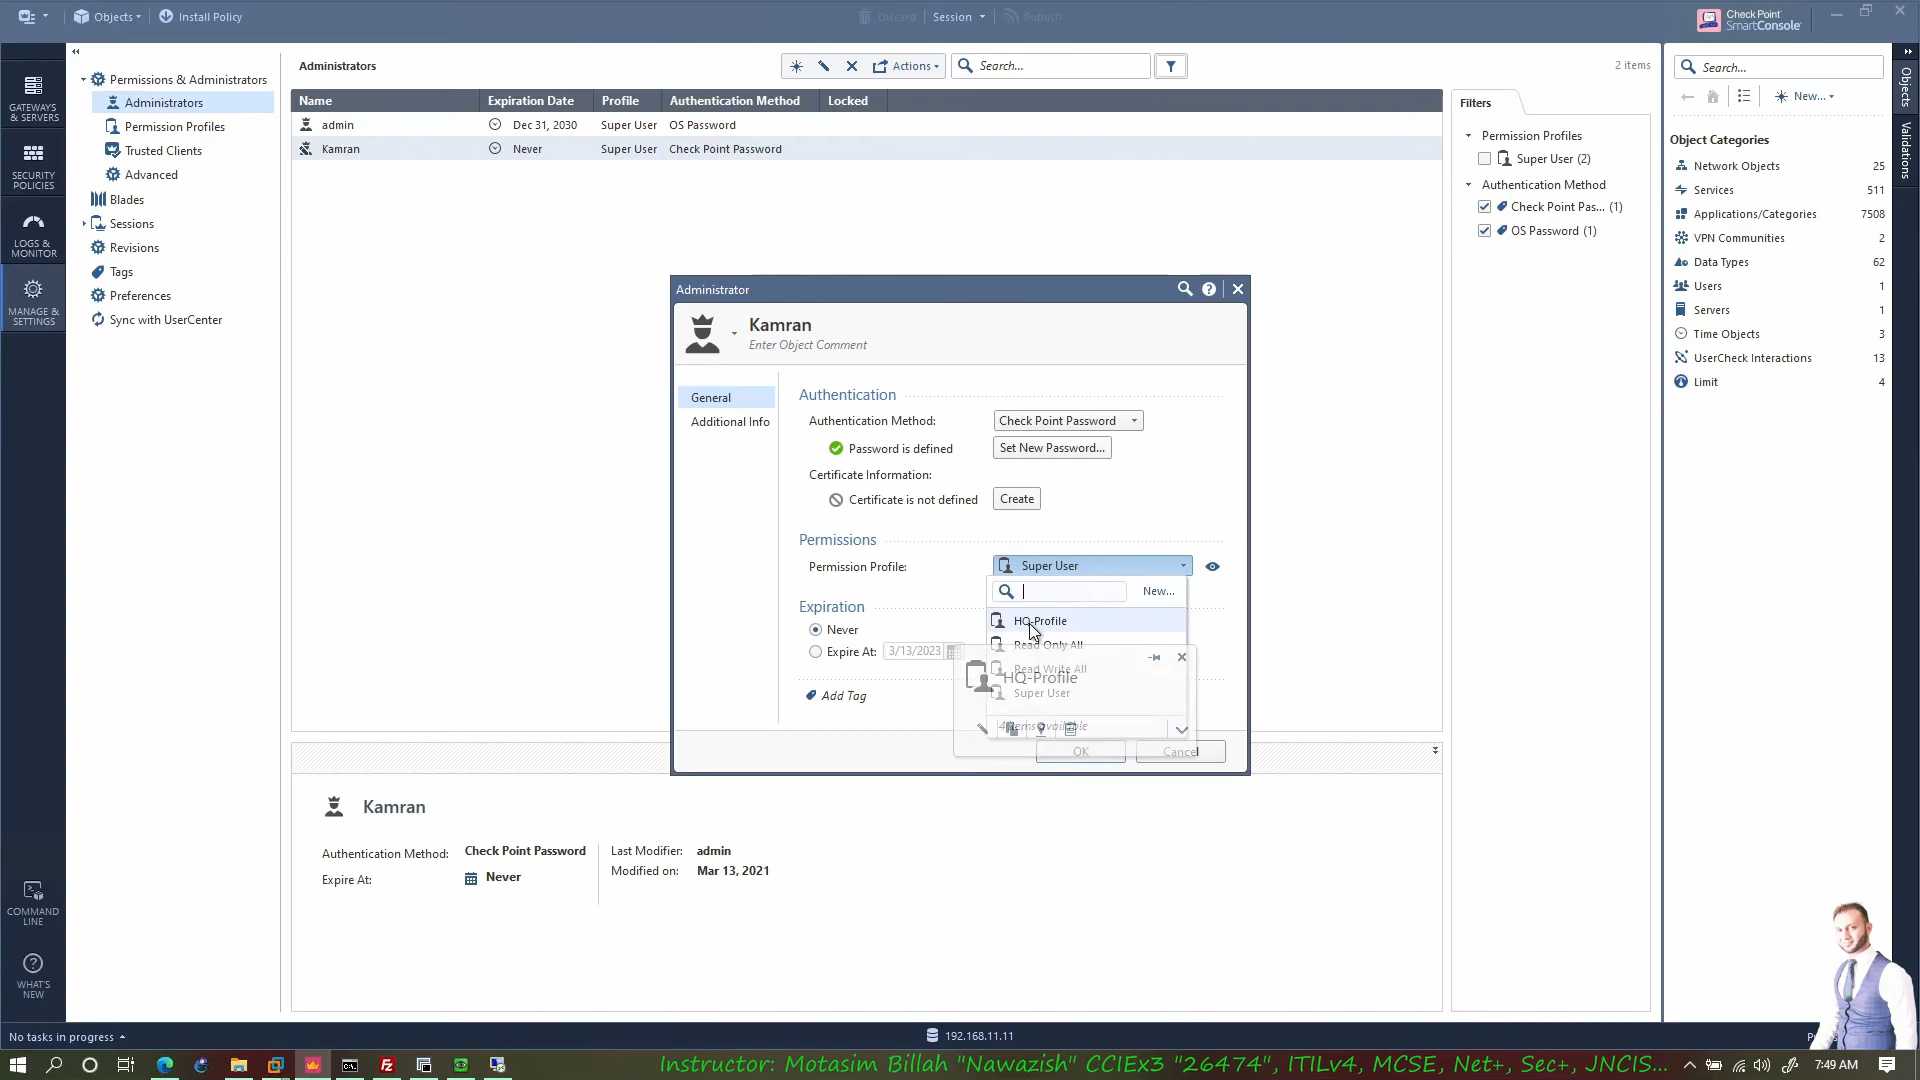 Objects
Install Policy
Discard
Session
Publish
Check Point
SmartConsole
GATEWAYS
& SERVERS
SECURITY
POLICIES
LOGS &
MONITOR
MANAGE &
SETTINGS
COMMAND
LINE
WHAT'S
NEW
Permissions & Administrators
Administrators
Permission Profiles
Trusted Clients
Advanced
Blades
Sessions
Revisions
Tags
Preferences
Sync with UserCenter
Administrators
Actions
Search...
2 items
Name Expiration Date Profile Authentication Method Locked
admin Dec 31, 2030 Super User OS Password
Kamran Never Super User Check Point Password
Administrator
Kamran
Enter Object Comment
General
Additional Info
Authentication
Authentication Method: Check Point Password
Password is defined Set New Password...
Certificate Information:
Certificate is not defined Create
Permissions
Permission Profile: Super User
New...
HQ-Profile
Read Only All
Read Write All
HQ-Profile
Super User
4 items available
Expiration
Never
Expire At: 3/13/2023
Add Tag
OK Cancel
Kamran
Authentication Method: Check Point Password
Expire At: Never
Last Modifier: admin
Modified on: Mar 13, 2021
Filters
Permission Profiles
Super User (2)
Authentication Method
Check Point Pas... (1)
OS Password (1)
Search...
New...
Object Categories
Network Objects 25
Services 511
Applications/Categories 7508
VPN Communities 2
Data Types 62
Users 1
Servers 1
Time Objects 3
UserCheck Interactions 13
Limit 4
Objects
Validations
No tasks in progress
192.168.11.11
Instructor: Motasim Billah "Nawazish" CCIEx3 "26474", ITILv4, MCSE, Net+, Sec+, JNCIS...
7:49 AM